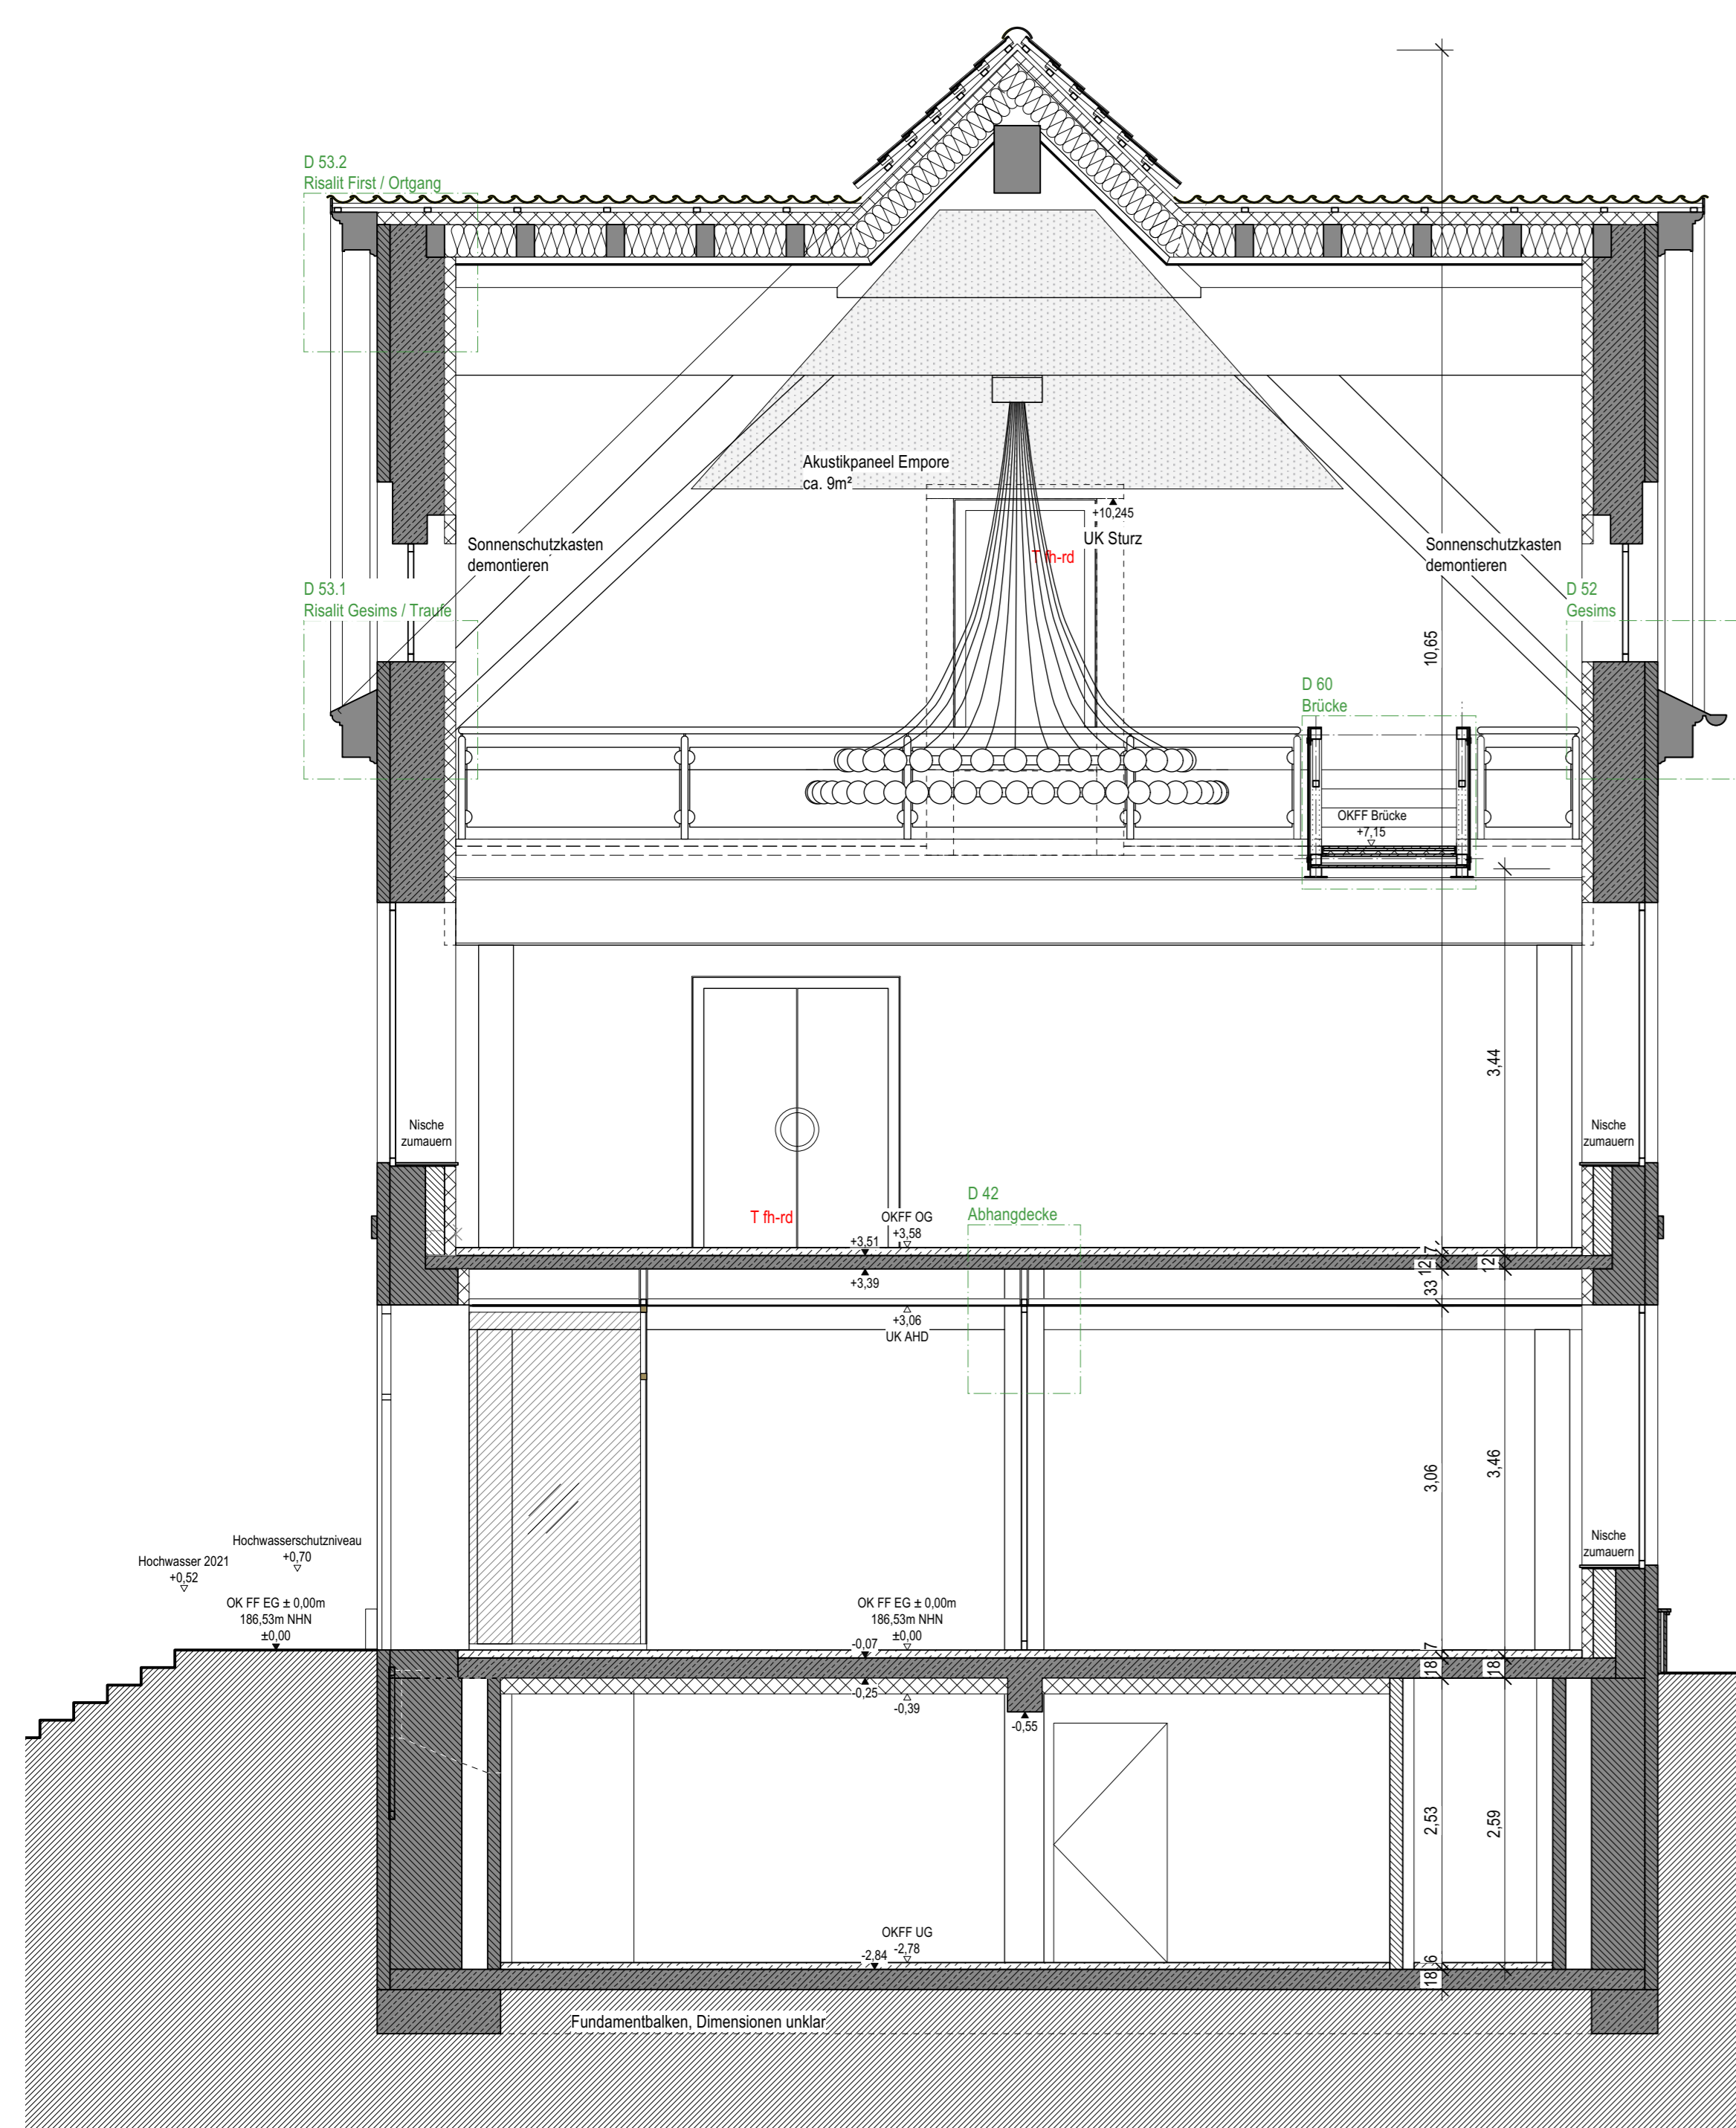 D 53.2
Risalit First / Ortgang
Akustikpaneel Empore
ca. 9m²
+10,245
UK Sturz
T fh-rd
Sonnenschutzkasten
demontieren
Sonnenschutzkasten
demontieren
D 53.1
Risalit Gesims / Traufe
D 52
Gesims
10,65
D 60
Brücke
OKFF Brücke
+7,15
3,44
Nische
zumauern
Nische
zumauern
D 42
Abhangdecke
T fh-rd
OKFF OG
+3,58
+3,51
+3,39
7
12
12
33
+3,06
UK AHD
3,06
3,46
Nische
zumauern
Hochwasserschutzniveau
+0,70
Hochwasser 2021
+0,52
OK FF EG ± 0,00m
186,53m NHN
±0,00
OK FF EG ± 0,00m
186,53m NHN
±0,00
-0,07
-0,25
-0,39
-0,55
7
18
18
2,53
2,59
OKFF UG
-2,78
-2,84
6
18
Fundamentbalken, Dimensionen unklar